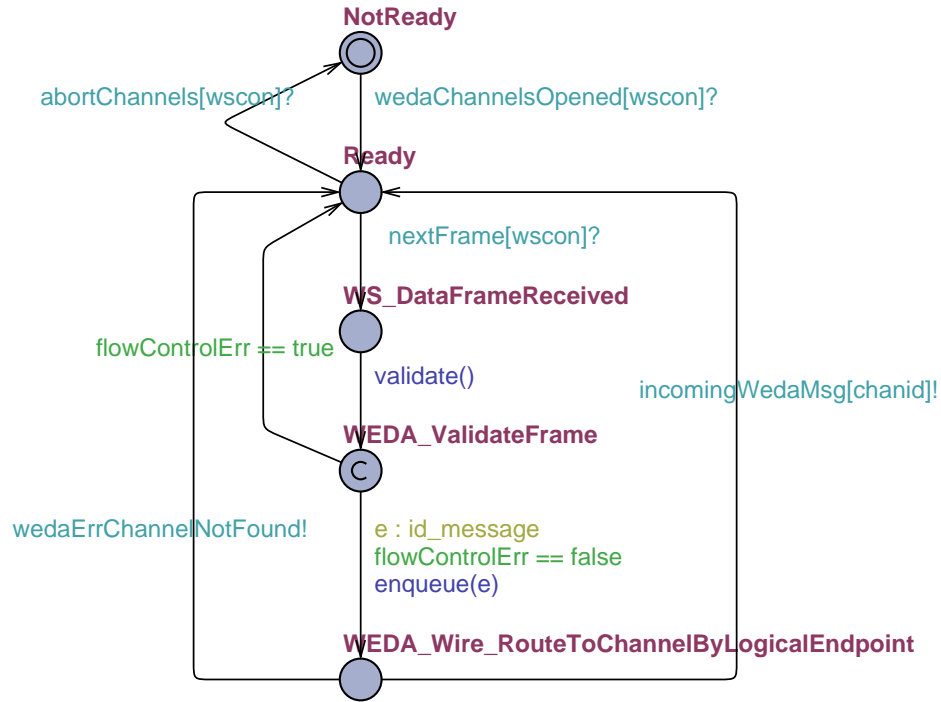 NotReady
abortChannels[wscon]?
wedaChannelsOpened[wscon]?
Ready
nextFrame[wscon]?
WS_DataFrameReceived
flowControlErr == true
validate()
incomingWedaMsg[chanid]!
WEDA_ValidateFrame
C
wedaErrChannelNotFound!
e : id_message
flowControlErr == false
enqueue(e)
WEDA_Wire_RouteToChannelByLogicalEndpoint